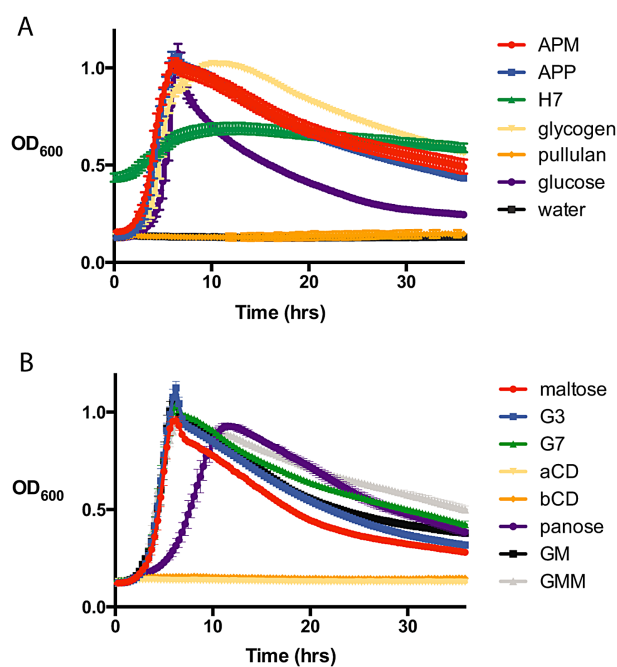 A
1.0
0.5
0.0
OD600
0
10
20
30
Time (hrs)
APM
APP
H7
glycogen
pullulan
glucose
water
B
1.0
0.5
0.0
OD600
0
10
20
30
Time (hrs)
maltose
G3
G7
aCD
bCD
panose
GM
GMM